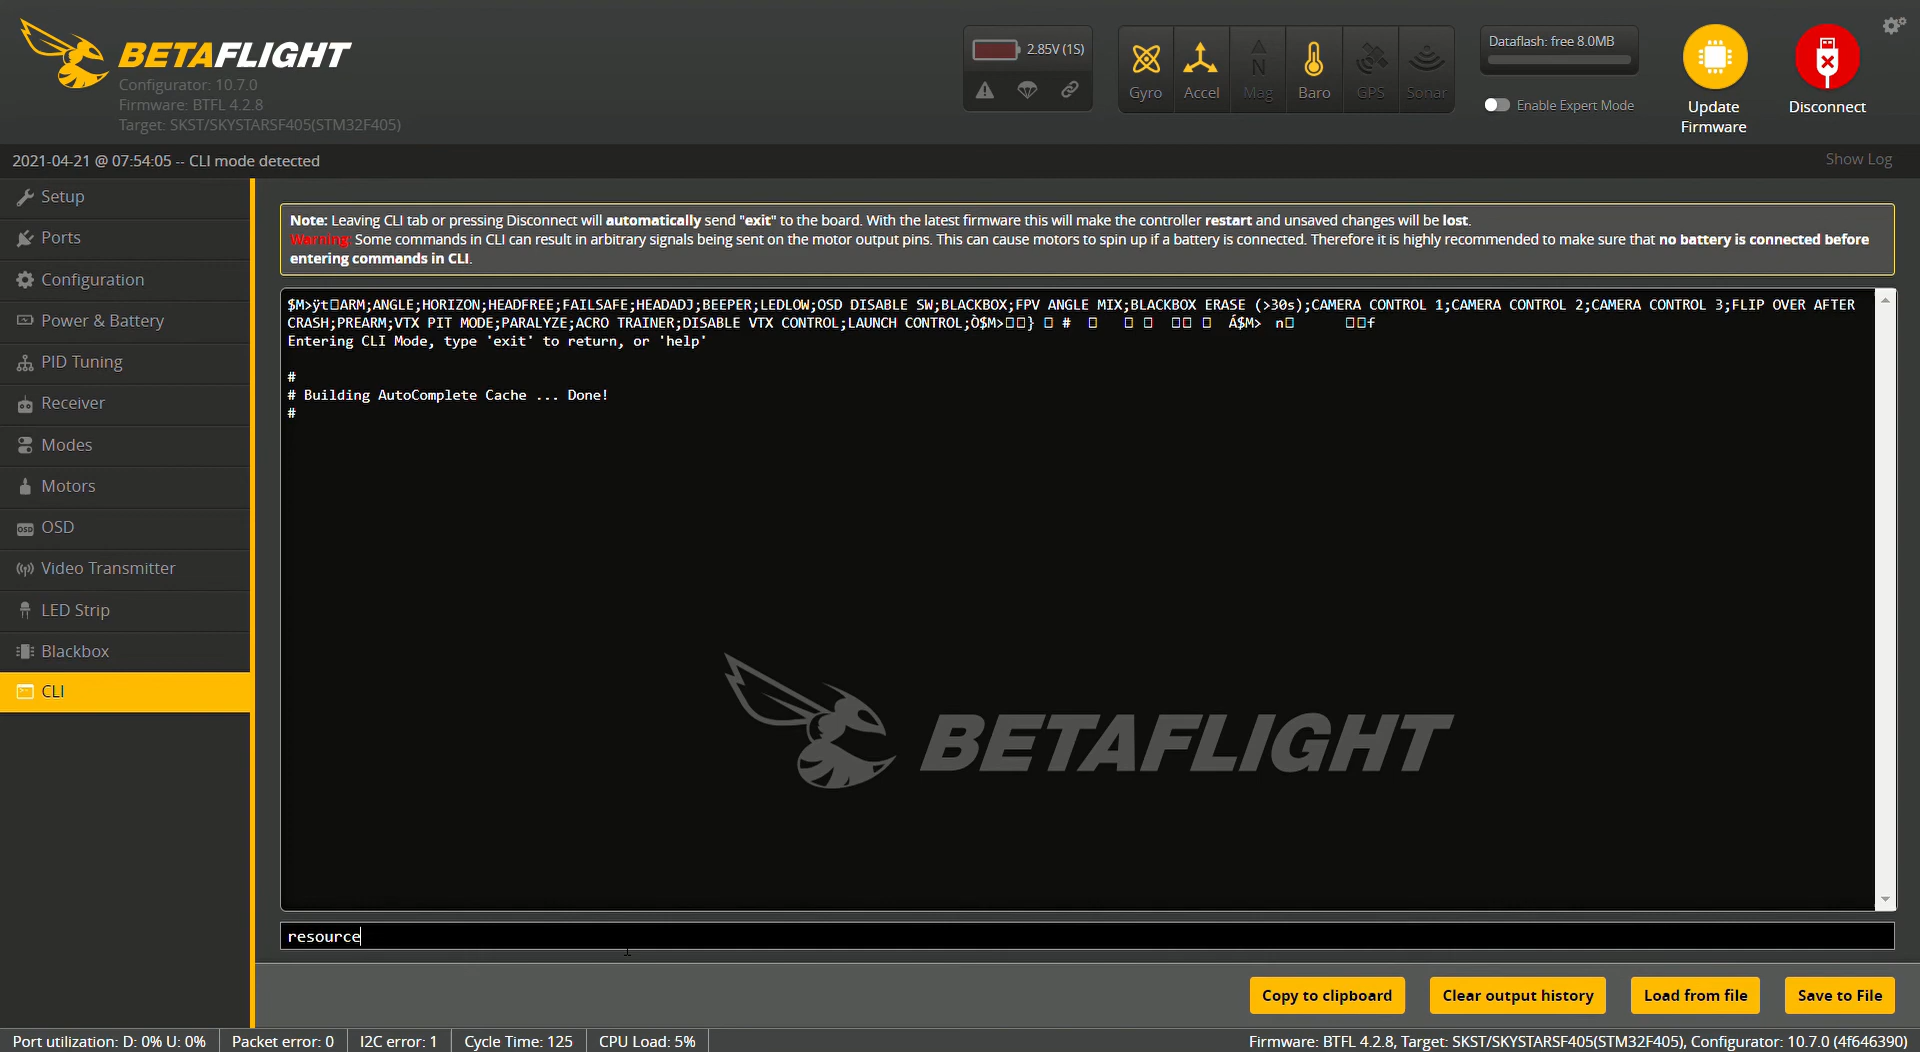 BETAFLIGHT
Configurator: 10.7.0
Firmware: BTFL 4.2.8
Target: SKST/SKYSTARSF405(STM32F405)
2.85V (1S)
Gyro
Accel
N
Mag
Baro
GPS
Sonar
Dataflash: free 8.0MB
Enable Expert Mode
Update
Firmware
Disconnect
2021-04-21 @ 07:54:05 -- CLI mode detected
Show Log
Setup
Ports
Configuration
Power & Battery
PID Tuning
Receiver
Modes
Motors
OSD
OSD
Video Transmitter
LED Strip
Blackbox
CLI
Note: Leaving CLI tab or pressing Disconnect will automatically send "exit" to the board. With the latest firmware this will make the controller restart and unsaved changes will be lost.
Warning: Some commands in CLI can result in arbitrary signals being sent on the motor output pins. This can cause motors to spin up if a battery is connected. Therefore it is highly recommended to make sure that no battery is connected before
entering commands in CLI.
$M>ÿt□ARM;ANGLE;HORIZON;HEADFREE;FAILSAFE;HEADADJ;BEEPER;LEDLOW;OSD DISABLE SW;BLACKBOX;FPV ANGLE MIX;BLACKBOX ERASE (>30s);CAMERA CONTROL 1;CAMERA CONTROL 2;CAMERA CONTROL 3;FLIP OVER AFTER
CRASH;PREARM;VTX PIT MODE;PARALYZE;ACRO TRAINER;DISABLE VTX CONTROL;LAUNCH CONTROL;Ò$M>□□} □ # □ □ □ □□ □ Á$M> n□ □□f
Entering CLI Mode, type 'exit' to return, or 'help'
#
# Building AutoComplete Cache ... Done!
#
BETAFLIGHT
resource
Copy to clipboard
Clear output history
Load from file
Save to File
Port utilization: D: 0% U: 0%
Packet error: 0
I2C error: 1
Cycle Time: 125
CPU Load: 5%
Firmware: BTFL 4.2.8, Target: SKST/SKYSTARSF405(STM32F405), Configurator: 10.7.0 (4f646390)